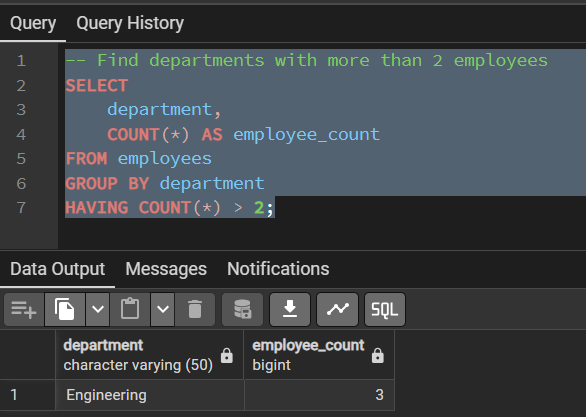 Query Query History
1 -- Find departments with more than 2 employees
2 SELECT
3 department,
4 COUNT(*) AS employee_count
5 FROM employees
6 GROUP BY department
7 HAVING COUNT(*) > 2;
Data Output Messages Notifications
SQL
department employee_count
character varying (50) bigint
1 Engineering 3